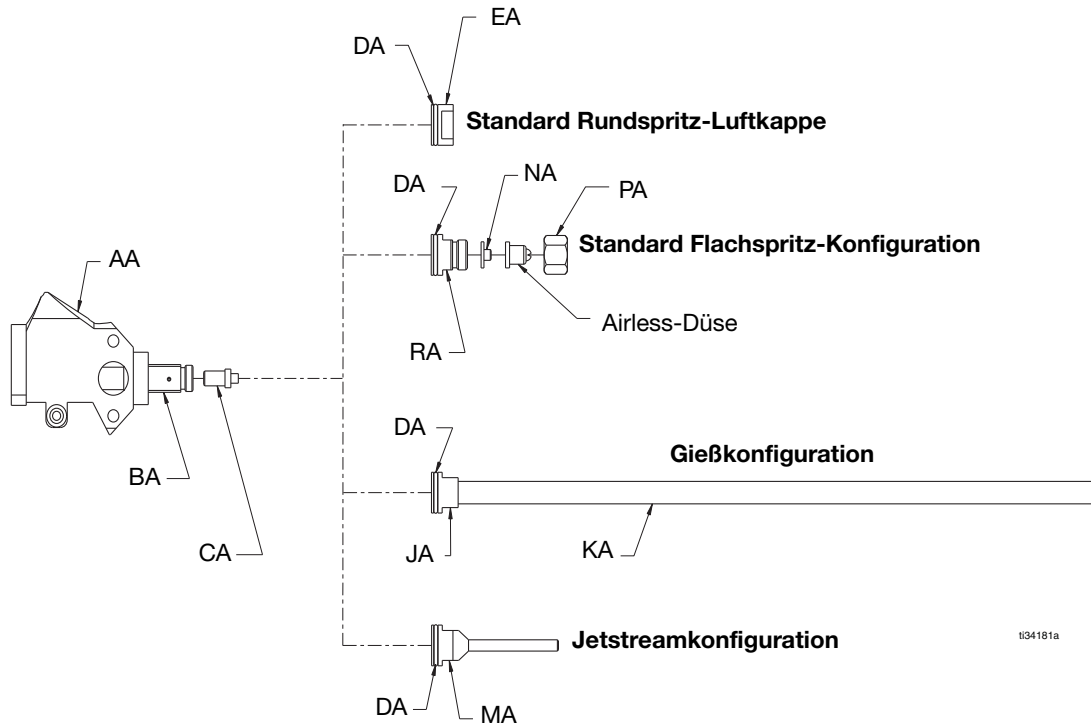 EA
DA
Standard Rundspritz-Luftkappe
NA
DA
PA
Standard Flachspritz-Konfiguration
AA
Airless-Düse
RA
DA
Gießkonfiguration
BA
CA
JA
KA
Jetstreamkonfiguration
ti34181a
DA
MA